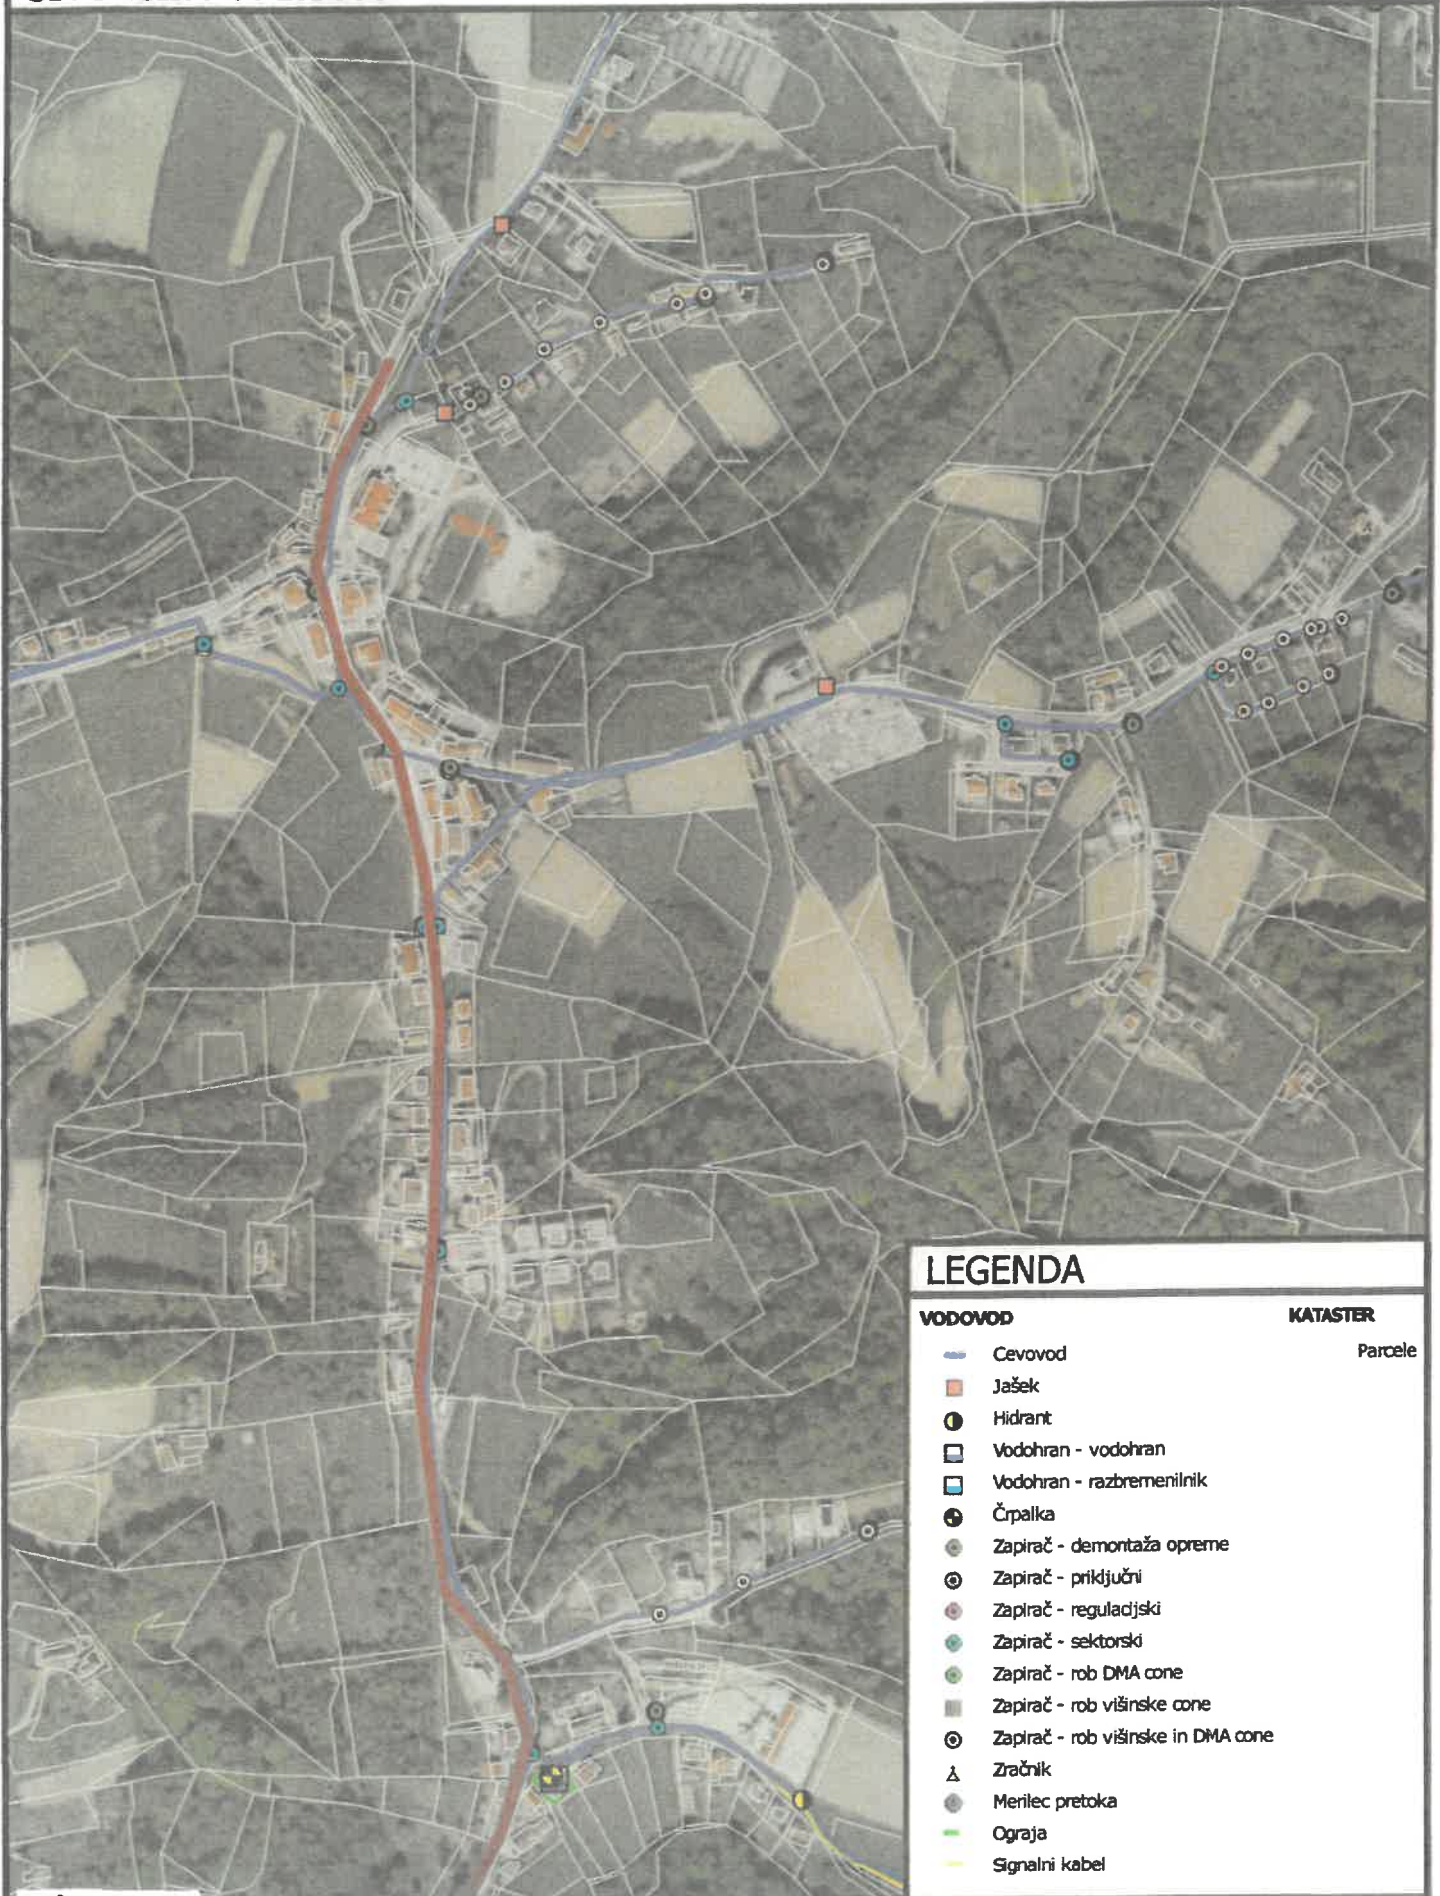 LEGENDA
VODOVOD
KATASTER
Cevovod
Parcele
Jašek
Hidrant
Vodohran - vodohran
Vodohran - razbremenilnik
Črpalka
Zapirač - demontaža opreme
Zapirač - priključni
Zapirač - regulacijski
Zapirač - sektorski
Zapirač - rob DMA cone
Zapirač - rob višinske cone
Zapirač - rob višinske in DMA cone
Zračnik
Merilec pretoka
Ograja
Signalni kabel